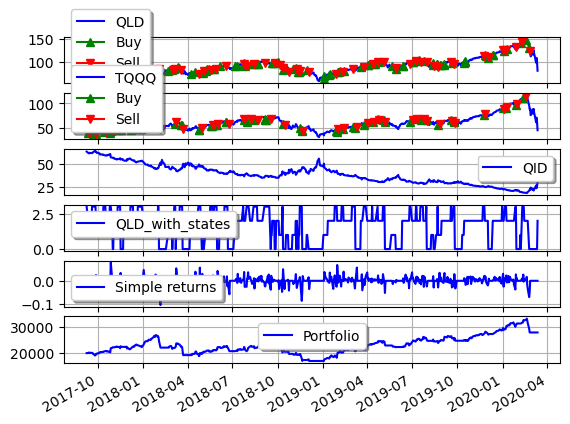 QLD
Buy
Sell
150
100
TQQQ
Buy
Sell
100
50
QID
50
25
QLD_with_states
2.5
0.0
Simple returns
0.0
−0.1
Portfolio
30000
20000
2017-10
2018-01
2018-04
2018-07
2018-10
2019-01
2019-04
2019-07
2019-10
2020-01
2020-04